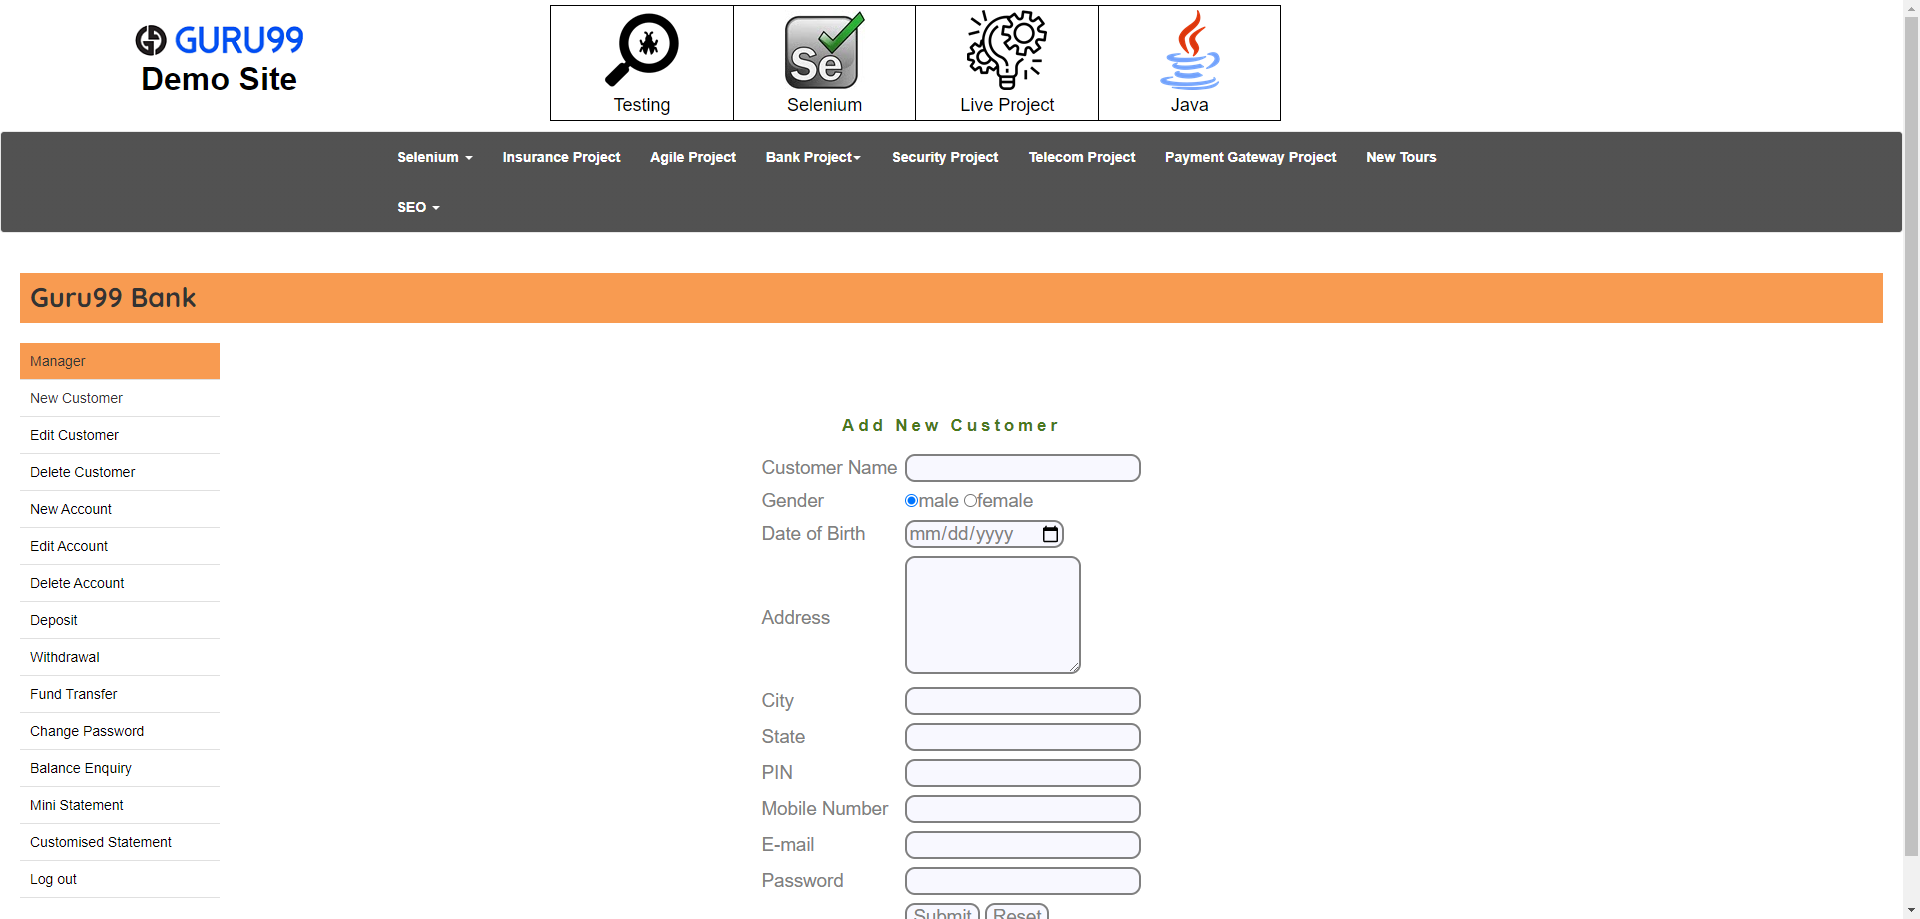 GURU99
Demo Site
Testing
Selenium
Live Project
Java
Selenium
Insurance Project
Agile Project
Bank Project
Security Project
Telecom Project
Payment Gateway Project
New Tours
SEO
Guru99 Bank
Manager
New Customer
Edit Customer
Delete Customer
New Account
Edit Account
Delete Account
Deposit
Withdrawal
Fund Transfer
Change Password
Balance Enquiry
Mini Statement
Customised Statement
Log out
Add New Customer
Customer Name
Gender male female
Date of Birth mm/dd/yyyy
Address
City
State
PIN
Mobile Number
E-mail
Password
Submit Reset